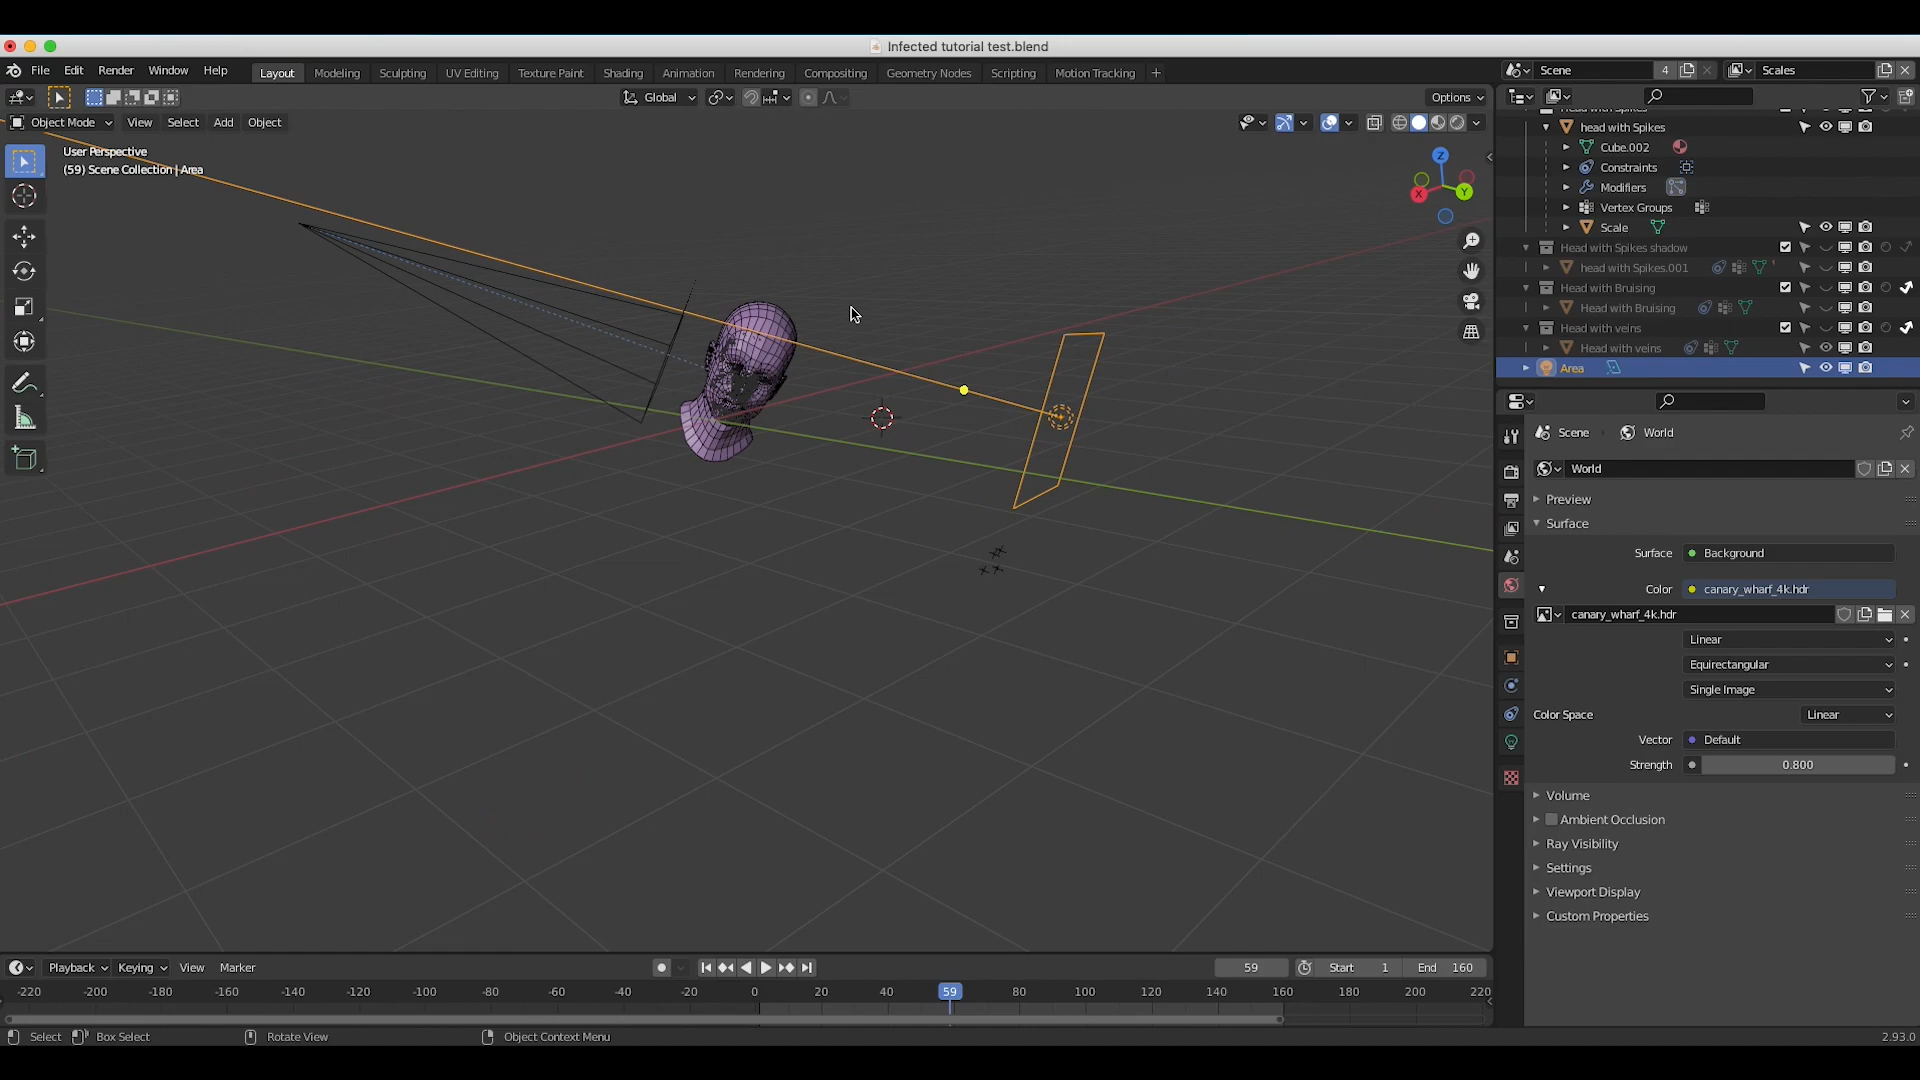 Infected tutorial test.blend
File Edit Render Window Help Layout Modeling Sculpting UV Editing Texture Paint Shading Animation Rendering Compositing Geometry Nodes Scripting Motion Tracking + Scene 4 Scales
Global Options
Object Mode View Select Add Object
User Perspective
(59) Scene Collection | Area
Z
X
Y
head with Spikes
Cube.002
Constraints
Modifiers
Vertex Groups
Scale
Head with Spikes shadow
head with Spikes.001
Head with Bruising
Head with Bruising
Head with veins
Head with veins
Area
Scene World
World
Preview
Surface
Surface Background
Color canary_wharf_4k.hdr
canary_wharf_4k.hdr
Linear
Equirectangular
Single Image
Color Space Linear
Vector Default
Strength 0.800
Volume
Ambient Occlusion
Ray Visibility
Settings
Viewport Display
Custom Properties
Playback Keying View Marker 59 Start 1 End 160
-220 -200 -180 -160 -140 -120 -100 -80 -60 -40 -20 0 20 40 59 80 100 120 140 160 180 200 220
Select Box Select Rotate View Object Context Menu 2.93.0